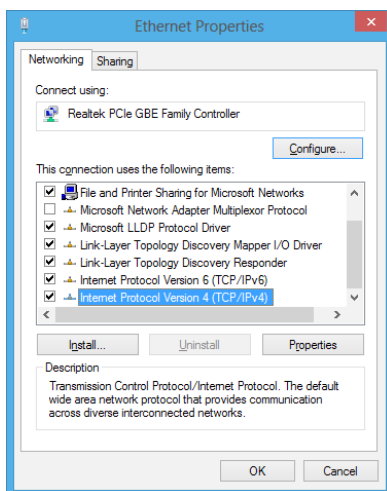 Ethernet Properties
Networking Sharing
Connect using:
Realtek PCIe GBE Family Controller
Configure...
This connection uses the following items:
File and Printer Sharing for Microsoft Networks
Microsoft Network Adapter Multiplexor Protocol
Microsoft LLDP Protocol Driver
Link-Layer Topology Discovery Mapper I/O Driver
Link-Layer Topology Discovery Responder
Internet Protocol Version 6 (TCP/IPv6)
Internet Protocol Version 4 (TCP/IPv4)
Install... Uninstall Properties
Description
Transmission Control Protocol/Internet Protocol. The default
wide area network protocol that provides communication
across diverse interconnected networks.
OK Cancel